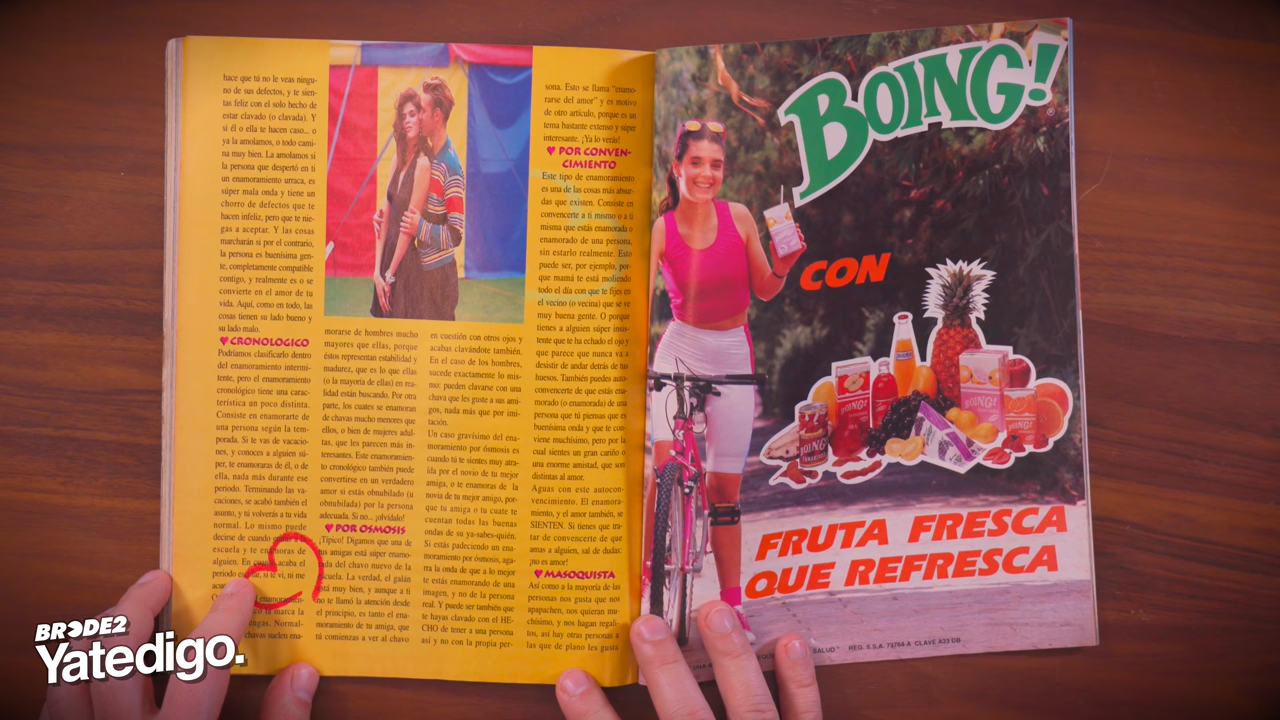 hace que tú no le veas ningu-
no de sus defectos, y te sien-
tas feliz con el solo hecho de
estar clavado (o clavada). Y
si él o ella te hacen caso... o
ya la amolamos, o todo cami-
na muy bien. La amolamos si
la persona que despertó en ti
un enamoramiento urraca, es
súper mala onda y tiene un
chorro de defectos que te
hacen infeliz, pero que te nie-
gas a aceptar. Y las cosas
marcharán si por el contrario,
la persona es buenísima gen-
te, completamente compatible
contigo, y realmente es o se
convierte en el amor de tu
vida. Aquí, como en todo, las
cosas tienen su lado bueno y
su lado malo.
♥ CRONOLOGICO
Podríamos clasificarlo dentro
del enamoramiento intermi-
tente, pero el enamoramiento
cronológico tiene una carac-
terística un poco distinta.
Consiste en enamorarte de
una persona según la tem-
porada. Si te vas de vacacio-
nes, y conoces a alguien sú-
per, te enamoras de él, o de
ella, nada más durante ese
periodo. Terminando las va-
caciones, se acabó también el
asunto, y tú volverás a tu vida
normal. Lo mismo puede
decirse de cuando
escuela y te enamoras de
alguien. En acaba el
periodo si te vi, ni me
enamoramien-
la marca la
Normal-
chavas suelen ena-
morarse de hombres mucho
mayores que ellas, porque
éstos representan estabilidad y
madurez, que es lo que ellas
(o la mayoría de ellas) en rea-
lidad están buscando. Por otra
parte, los cuates se enamoran
de chavas mucho menores que
ellos, o bien de mujeres adul-
tas, que les parecen más in-
teresantes. Este enamoramien-
to cronológico también puede
convertirse en un verdadero
amor si estás obnubilado (u
obnubilada) por la persona
adecuada. Si no... ¡olvídalo!
♥ POR OSMOSIS
¡Típico! Digamos que una de
tus amigas está súper enamo-
rada del chavo nuevo de la
escuela. La verdad, el galán
está muy bien, y aunque a ti
no te llamó la atención desde
el principio, es tanto el ena-
moramiento de tu amiga, que
tú comienzas a ver al chavo
en cuestión con otros ojos y
acabas clavándote también.
En el caso de los hombres,
sucede exactamente lo mis-
mo: pueden clavarse con una
chava que les guste a sus ami-
gos, nada más que por imi-
tación.
Un caso gravísimo del ena-
moramiento por ósmosis es
cuando tú te sientes muy atra-
ída por el novio de tu mejor
amiga, o te enamoras de la
novia de tu mejor amigo, por-
que tu amiga o tu cuate te
cuentan todas las buenas
ondas de su ya-sabes-quién.
Si estás padeciendo un ena-
moramiento por ósmosis, aga-
rra la onda de que a lo mejor
te estás enamorando de una
imagen, y no de la persona
real. Y puede ser también que
te hayas clavado con el HE-
CHO de tener a una persona
así y no con la propia per-
sona. Esto se llama "enamo-
rarse del amor" y es motivo
de otro artículo, porque es un
tema bastante extenso y súper
interesante. ¡Ya lo verás!
♥ POR CONVEN-
CIMIENTO
Este tipo de enamoramiento
es una de las cosas más absur-
das que existen. Consiste en
convencerte a ti mismo o a ti
misma que estás enamorada o
enamorado de una persona,
sin estarlo realmente. Esto
puede ser, por ejemplo, por-
que mamá te está moliendo
todo el día con que te fijes en
el vecino (o vecina) que se ve
muy buena gente. O porque
tienes a alguien súper insis-
tente que te ha echado el ojo y
que parece que nunca va a
desistir de andar detrás de tus
huesos. También puedes auto-
convencerte de que estás ena-
morado (o enamorada) de una
persona que tú piensas que es
buenísima onda y que te con-
viene muchísimo, pero por la
cual sientes un gran cariño o
una enorme amistad, que son
distintas al amor.
Aguas con este autocon-
vencimiento. El enamora-
miento, y el amor también, se
SIENTEN. Si tienes que tra-
tar de convencerte de que
amas a alguien, sal de dudas:
¡no es amor!
♥ MASOQUISTA
Así como a la mayoría de las
personas nos gusta que nos
apapachen, nos quieran mu-
chísimo, y nos hagan regali-
tos, así hay otras personas a
las que de plano les gusta
BOING!
®
CON
BOING!
BOING!
BOING!
FRUTA FRESCA
QUE REFRESCA
SALUD" REG. S.S.A. 79764 A CLAVE A33 DB
BRODE2
Yatedigo.